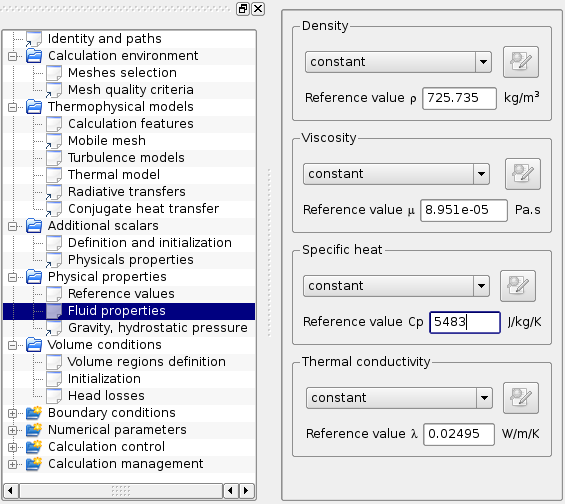 Identity and paths
Calculation environment
Meshes selection
Mesh quality criteria
Thermophysical models
Calculation features
Mobile mesh
Turbulence models
Thermal model
Radiative transfers
Conjugate heat transfer
Additional scalars
Definition and initialization
Physicals properties
Physical properties
Reference values
Fluid properties
Gravity, hydrostatic pressure
Volume conditions
Volume regions definition
Initialization
Head losses
Boundary conditions
Numerical parameters
Calculation control
Calculation management
Density
constant
Reference value ρ 725.735 kg/m³
Viscosity
constant
Reference value μ 8.951e-05 Pa.s
Specific heat
constant
Reference value Cp 5483 J/kg/K
Thermal conductivity
constant
Reference value λ 0.02495 W/m/K